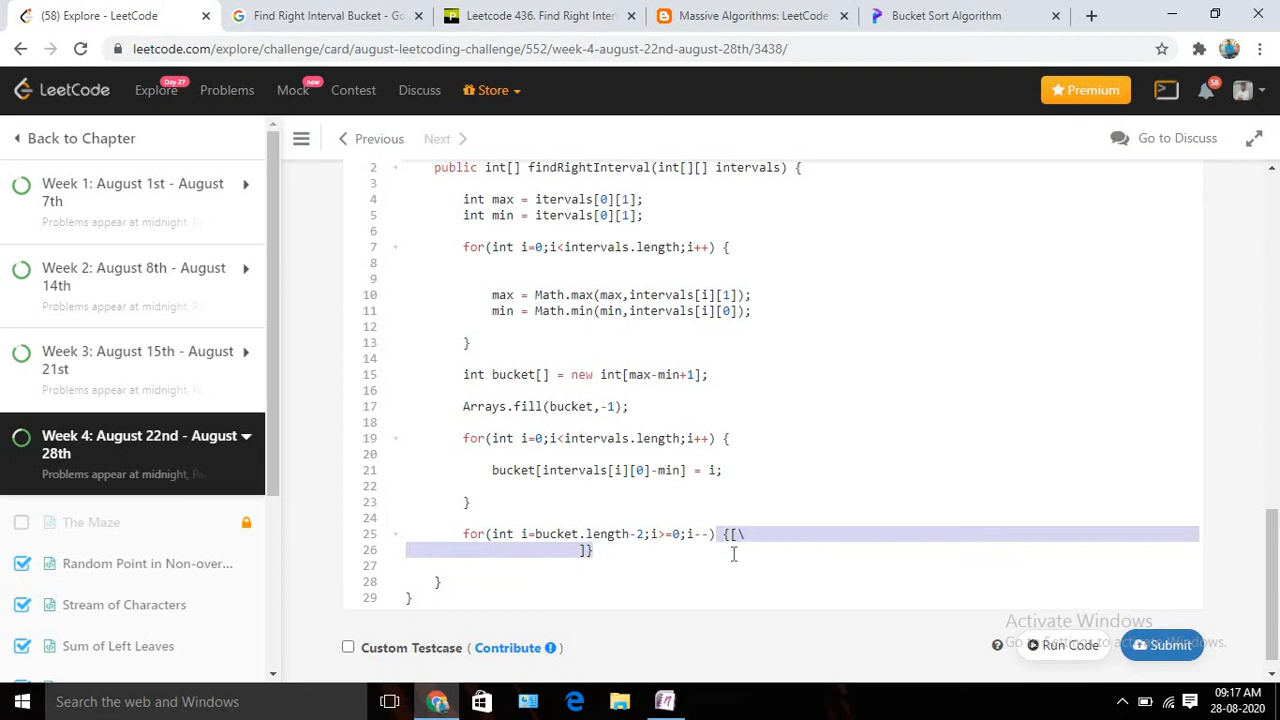 (58) Explore - LeetCode
Find Right Interval Bucket - Go
Leetcode 436. Find Right Inter
Massive Algorithms: LeetCode
Bucket Sort Algorithm
leetcode.com/explore/challenge/card/august-leetcoding-challenge/552/week-4-august-22nd-august-28th/3438/
LeetCode
Explore
Day 27
Problems
Mock
new
Contest
Discuss
Store
Premium
58
Back to Chapter
Previous
Next
Go to Discuss
Week 1: August 1st - August
7th
Problems appear at midnight,
Week 2: August 8th - August
14th
Problems appear at midnight,
Week 3: August 15th - August
21st
Problems appear at midnight,
Week 4: August 22nd - August
28th
Problems appear at midnight,
The Maze
Random Point in Non-over...
Stream of Characters
Sum of Left Leaves
2 public int[] findRightInterval(int[][] intervals) {
3
4 int max = itervals[0][1];
5 int min = itervals[0][1];
6
7 for(int i=0;i<intervals.length;i++) {
8
9
10 max = Math.max(max,intervals[i][1]);
11 min = Math.min(min,intervals[i][0]);
12
13 }
14
15 int bucket[] = new int[max-min+1];
16
17 Arrays.fill(bucket,-1);
18
19 for(int i=0;i<intervals.length;i++) {
20
21 bucket[intervals[i][0]-min] = i;
22
23 }
24
25 for(int i=bucket.length-2;i>=0;i--) {[\
26 ]}
27
28 }
29 }
Activate Windows
Go to Settings to activate Windows.
Custom Testcase ( Contribute )
Run Code
Submit
Search the web and Windows
09:17 AM
28-08-2020